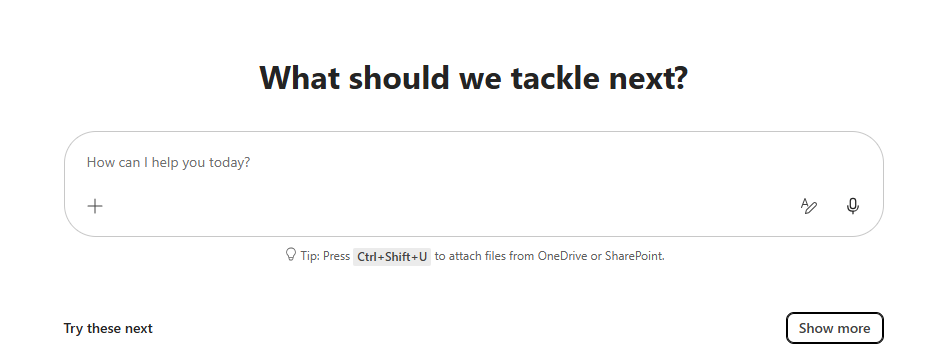 What should we tackle next?
How can I help you today?
Tip: Press Ctrl+Shift+U to attach files from OneDrive or SharePoint.
Try these next
Show more